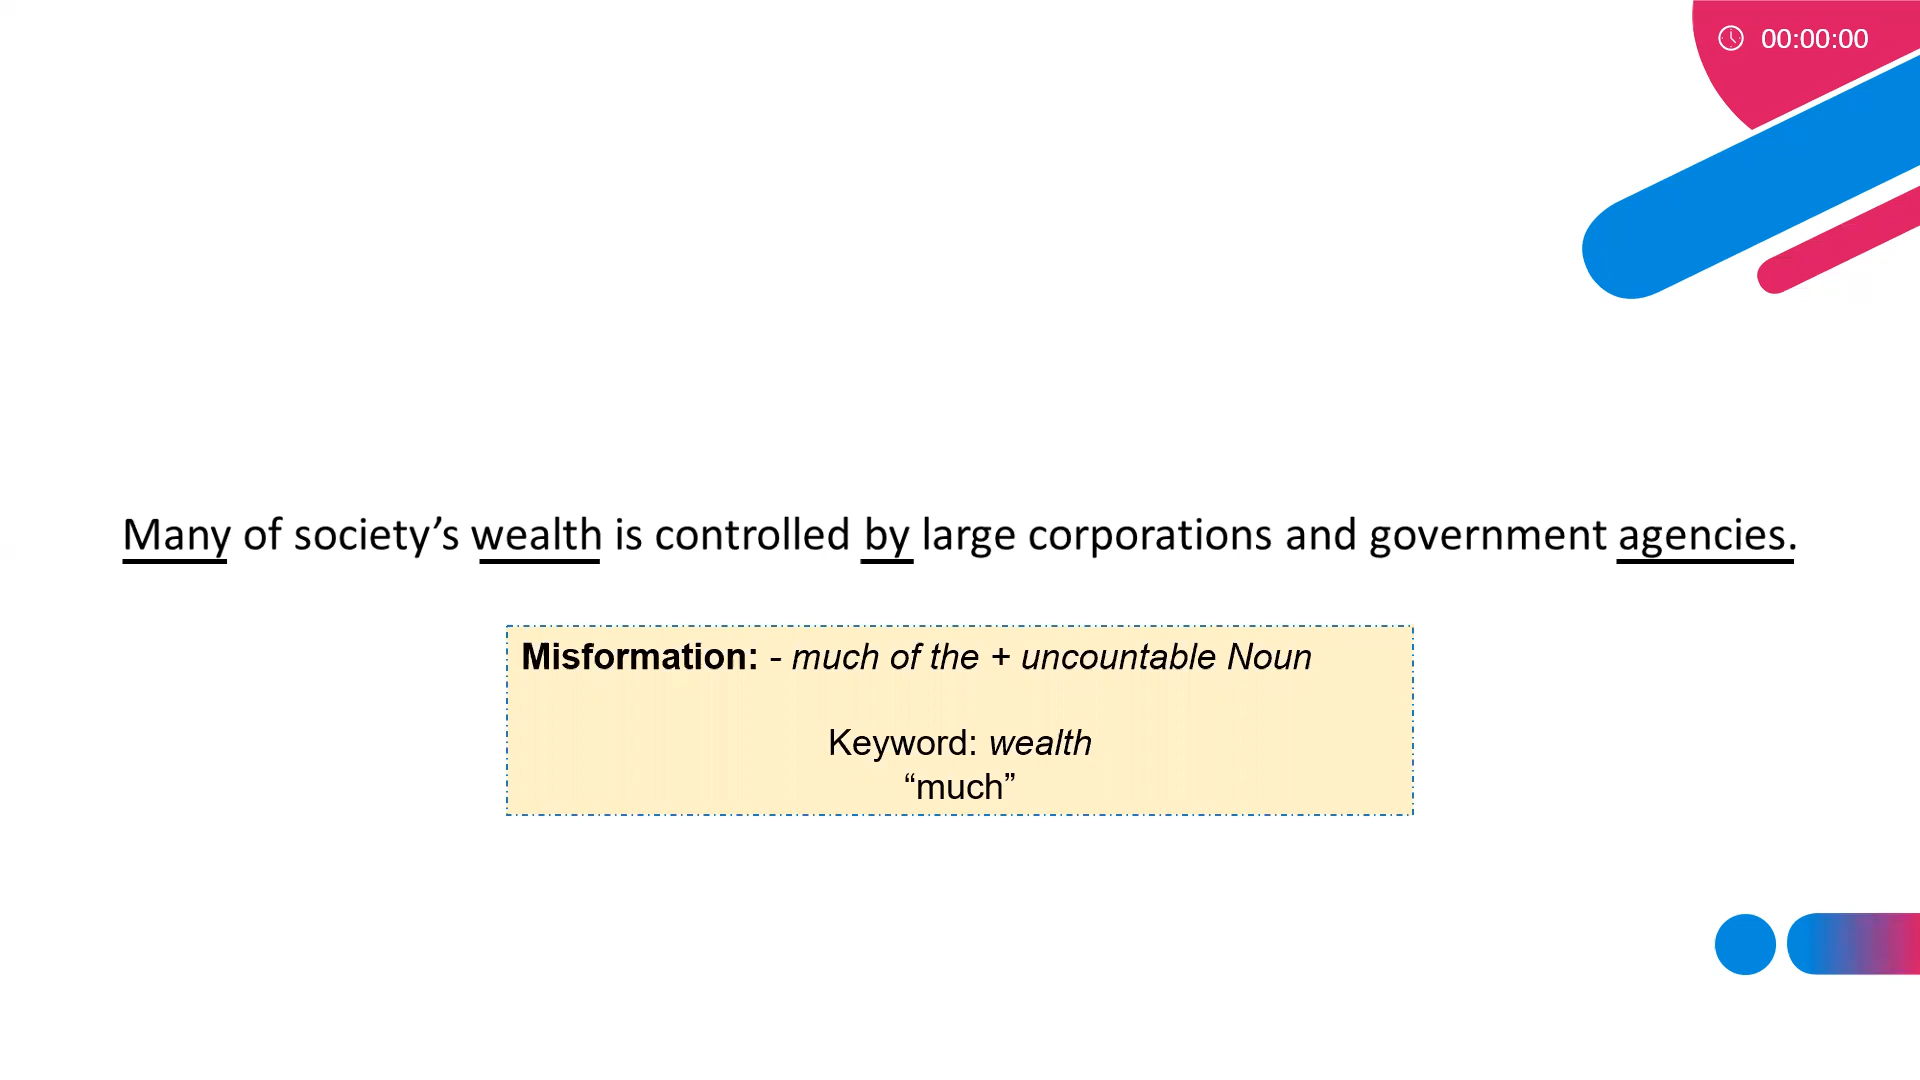 00:00:00
Many of society’s wealth is controlled by large corporations and government agencies.
Misformation: - much of the + uncountable Noun
Keyword: wealth
“much”